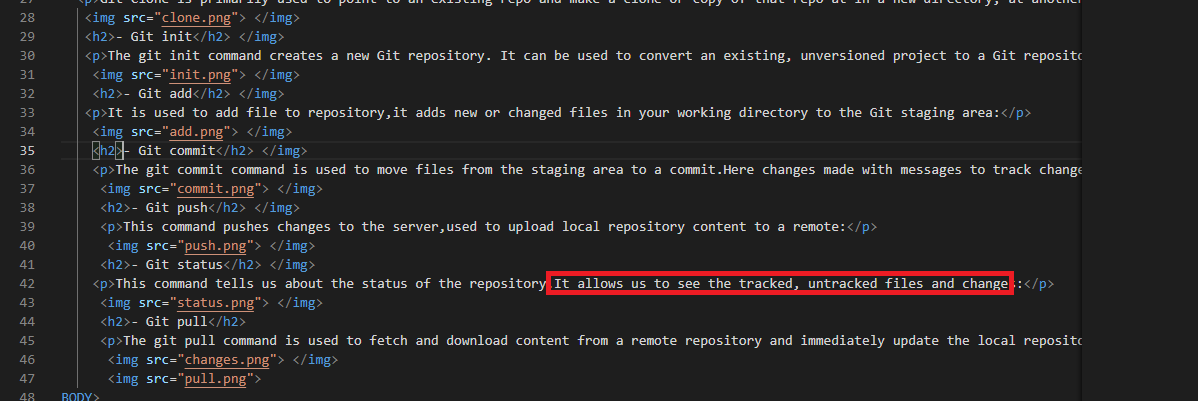 27 <p>Git clone is primarily used to point to an existing repo and make a clone or copy of that repo at in a new directory, at another
28 <img src="clone.png"> </img>
29 <h2>- Git init</h2> </img>
30 <p>The git init command creates a new Git repository. It can be used to convert an existing, unversioned project to a Git reposito
31 <img src="init.png"> </img>
32 <h2>- Git add</h2> </img>
33 <p>It is used to add file to repository,it adds new or changed files in your working directory to the Git staging area:</p>
34 <img src="add.png"> </img>
35 <h2>- Git commit</h2> </img>
36 <p>The git commit command is used to move files from the staging area to a commit.Here changes made with messages to track change
37 <img src="commit.png"> </img>
38 <h2>- Git push</h2> </img>
39 <p>This command pushes changes to the server,used to upload local repository content to a remote:</p>
40 <img src="push.png"> </img>
41 <h2>- Git status</h2> </img>
42 <p>This command tells us about the status of the repository It allows us to see the tracked, untracked files and change :</p>
43 <img src="status.png"> </img>
44 <h2>- Git pull</h2>
45 <p>The git pull command is used to fetch and download content from a remote repository and immediately update the local reposito
46 <img src="changes.png"> </img>
47 <img src="pull.png">
48 BODY>